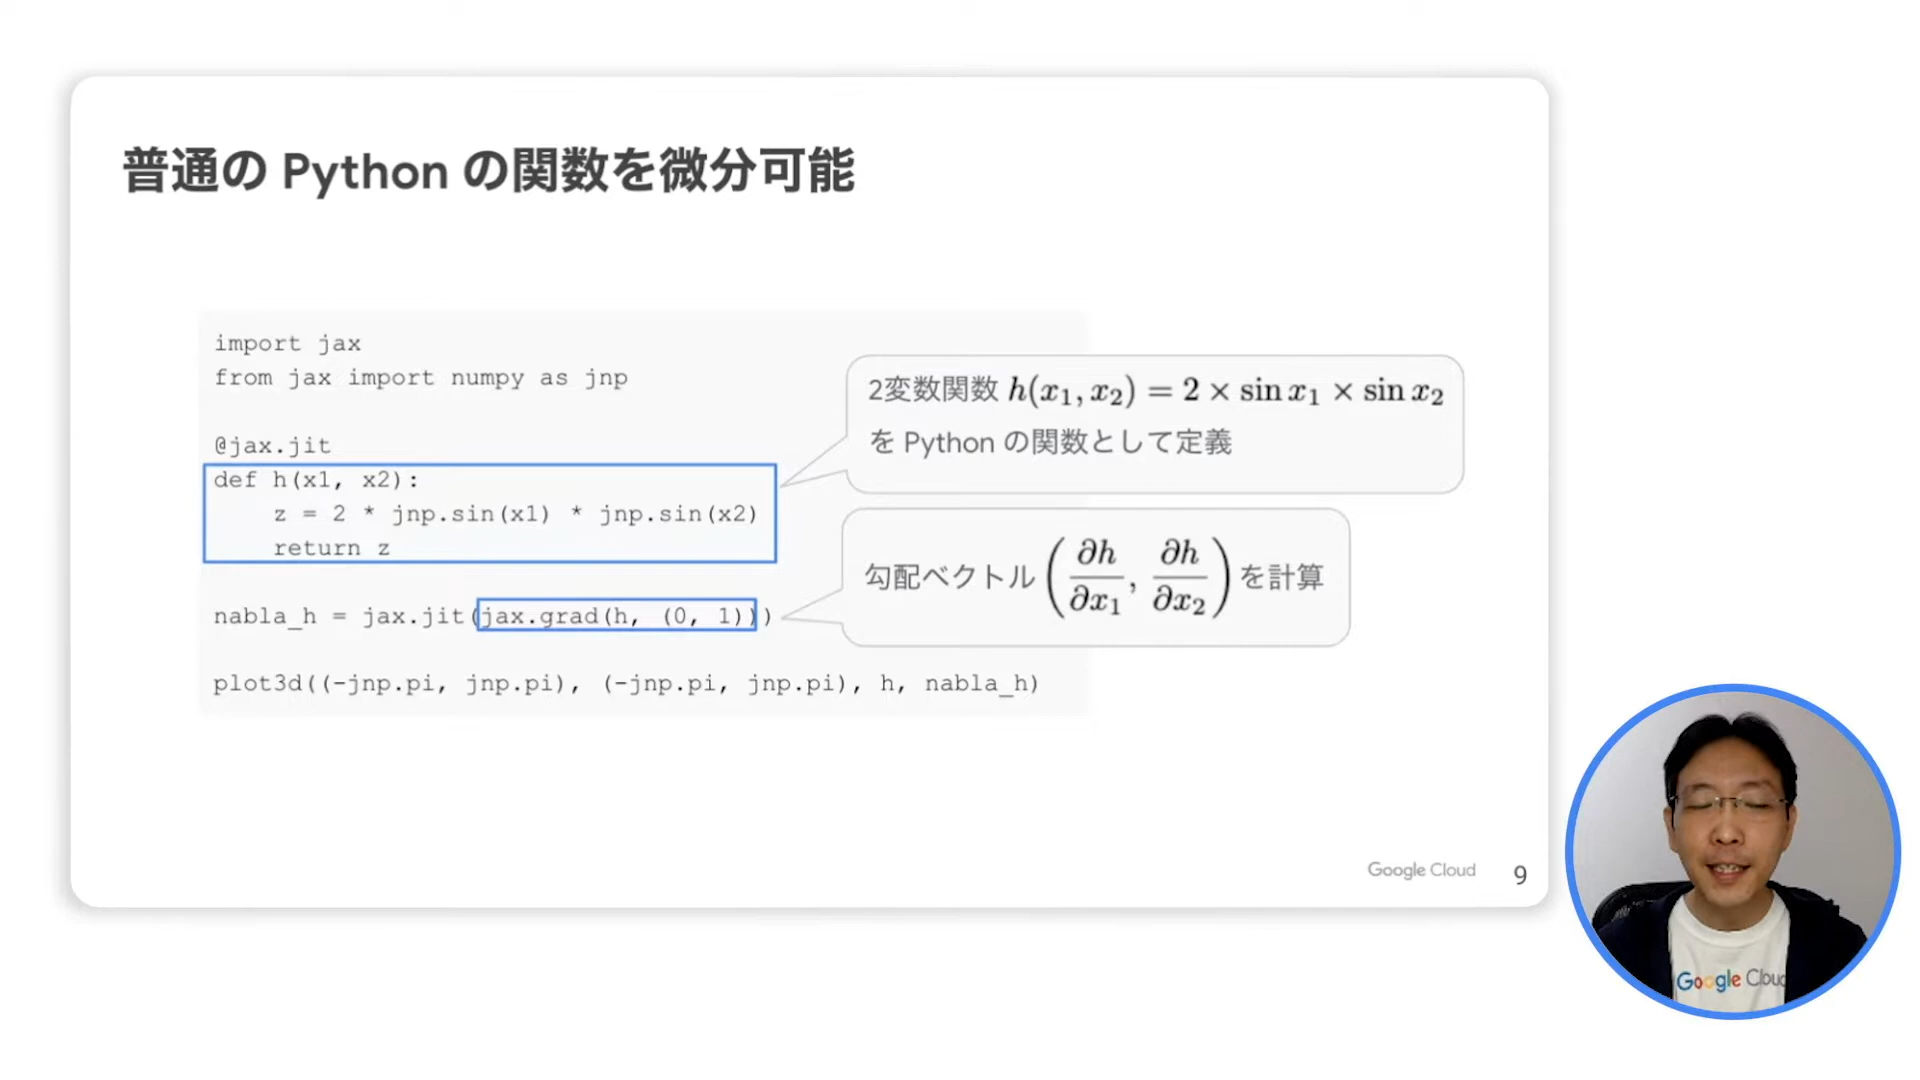 普通の Python の関数を微分可能
import jax
from jax import numpy as jnp
@jax.jit
def h(x1, x2):
    z = 2 * jnp.sin(x1) * jnp.sin(x2)
    return z
nabla_h = jax.jit(jax.grad(h, (0, 1)))
plot3d((-jnp.pi, jnp.pi), (-jnp.pi, jnp.pi), h, nabla_h)
2変数関数 h(x₁, x₂) = 2 × sin x₁ × sin x₂
を Python の関数として定義
勾配ベクトル (∂h/∂x₁, ∂h/∂x₂) を計算
Google Cloud
9
Google Cloud